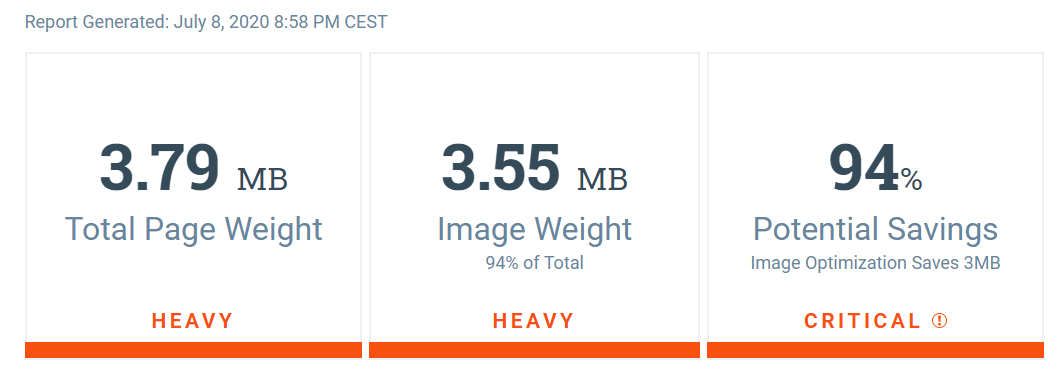 Report Generated: July 8, 2020 8:58 PM CEST
3.79 MB
Total Page Weight
HEAVY
3.55 MB
Image Weight
94% of Total
HEAVY
94%
Potential Savings
Image Optimization Saves 3MB
CRITICAL